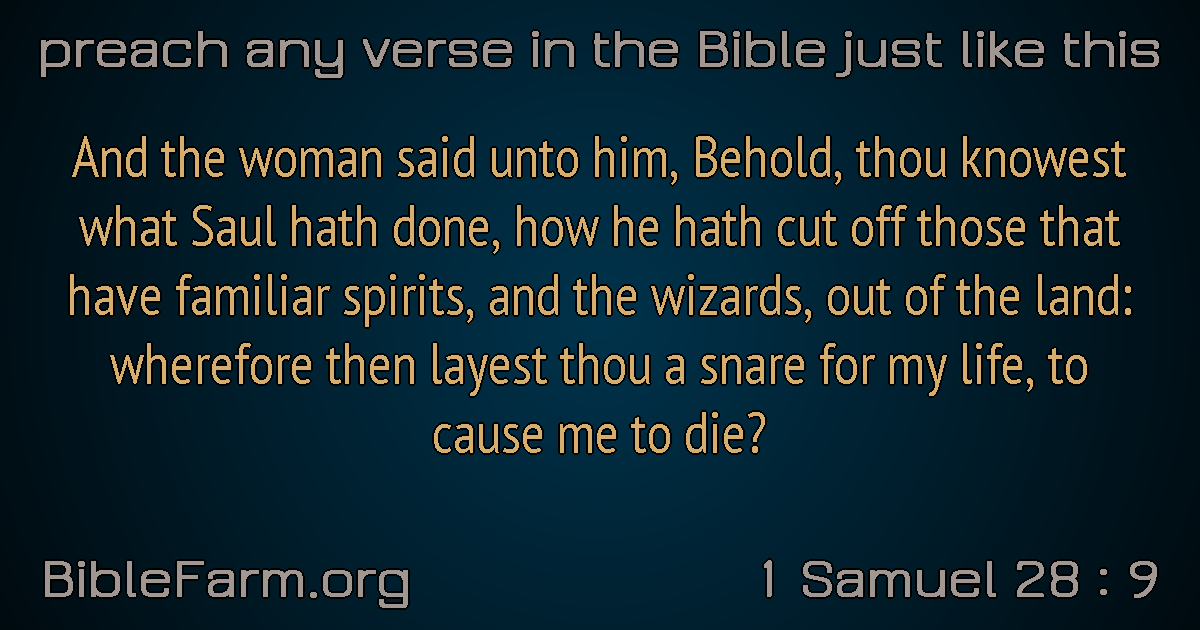 preach any verse in the Bible just like this
And the woman said unto him, Behold, thou knowest
what Saul hath done, how he hath cut off those that
have familiar spirits, and the wizards, out of the land:
wherefore then layest thou a snare for my life, to
cause me to die?
BibleFarm.org
1 Samuel 28 : 9